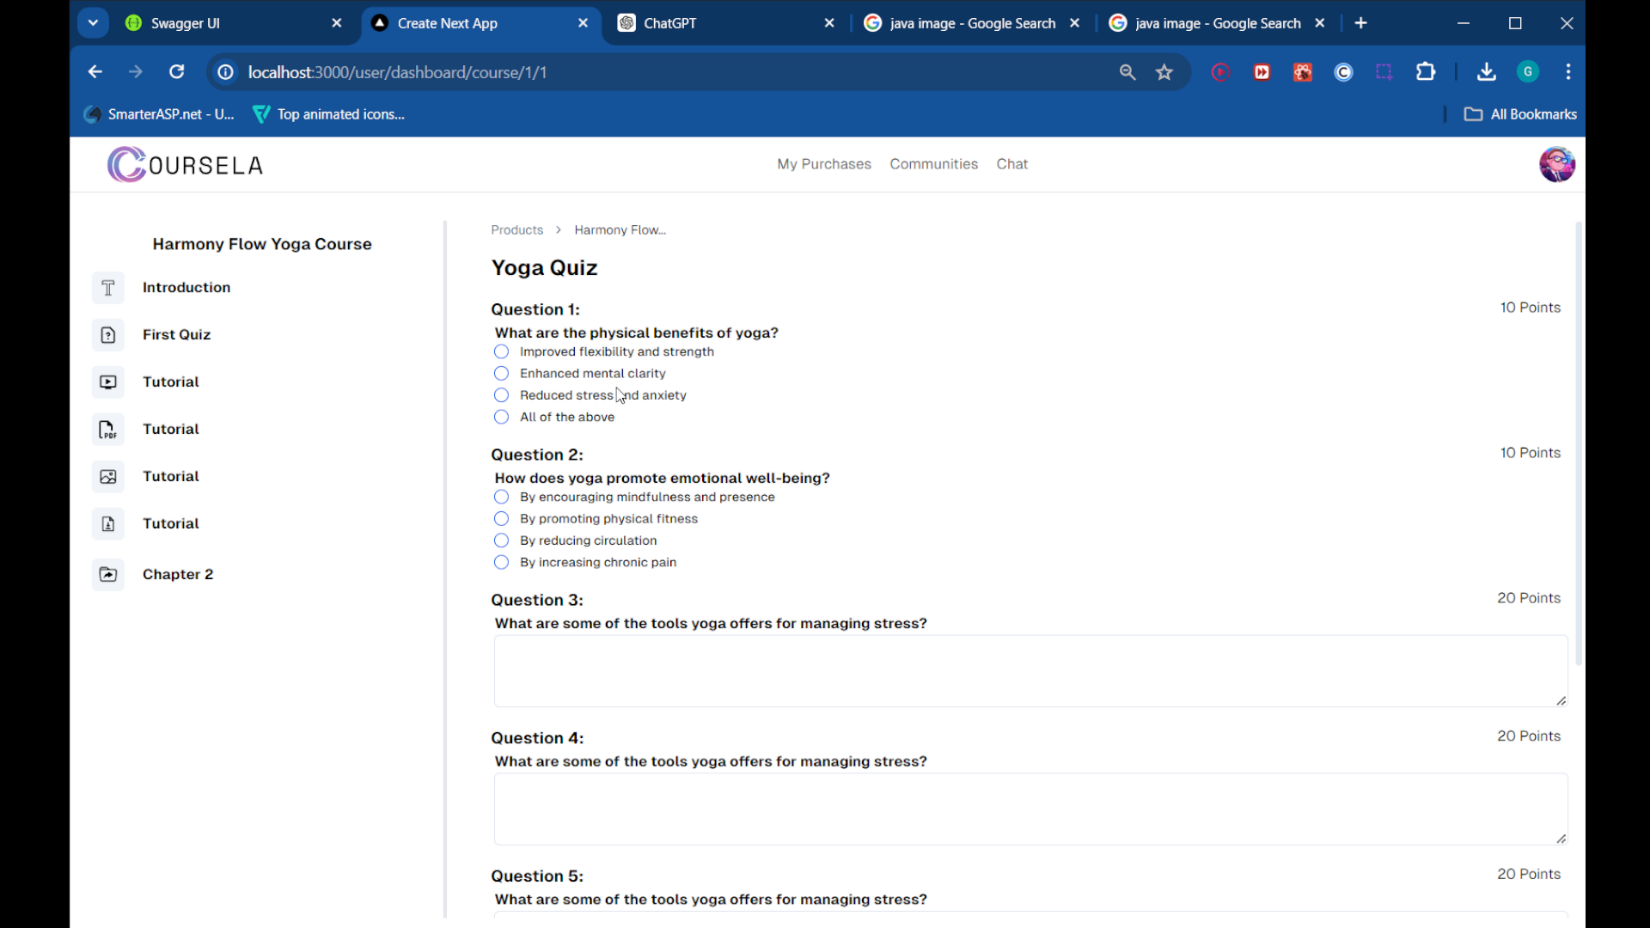 Swagger UI
Create Next App
ChatGPT
java image - Google Search
java image - Google Search
localhost:3000/user/dashboard/course/1/1
G
SmarterASP.net - U...
Top animated icons...
All Bookmarks
COURSELA
My Purchases
Communities
Chat
Harmony Flow Yoga Course
Introduction
First Quiz
Tutorial
PDF
Tutorial
Tutorial
Tutorial
Chapter 2
Products > Harmony Flow...
Yoga Quiz
Question 1:
10 Points
What are the physical benefits of yoga?
Improved flexibility and strength
Enhanced mental clarity
Reduced stress and anxiety
All of the above
Question 2:
10 Points
How does yoga promote emotional well-being?
By encouraging mindfulness and presence
By promoting physical fitness
By reducing circulation
By increasing chronic pain
Question 3:
20 Points
What are some of the tools yoga offers for managing stress?
Question 4:
20 Points
What are some of the tools yoga offers for managing stress?
Question 5:
20 Points
What are some of the tools yoga offers for managing stress?